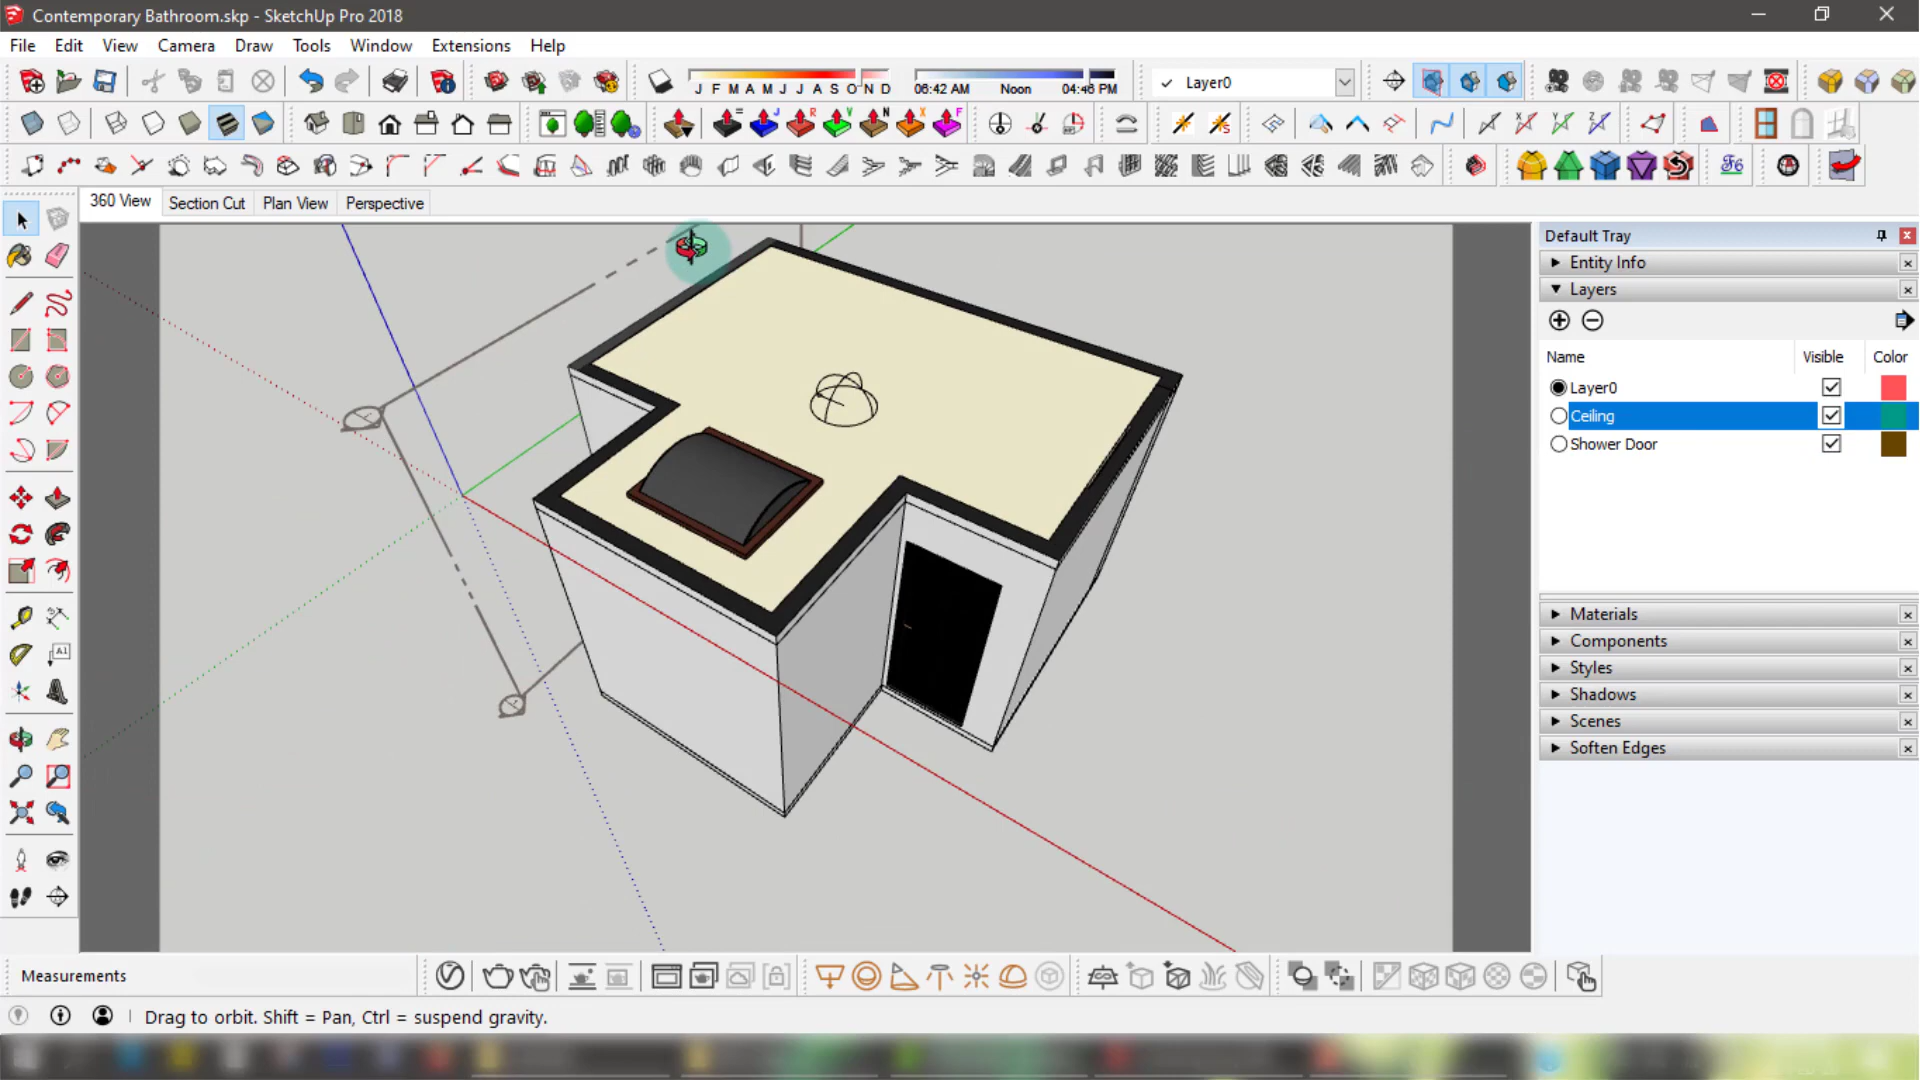 Contemporary Bathroom.skp - SketchUp Pro 2018
File Edit View Camera Draw Tools Window Extensions Help
J F M A M J J A S O N D 06:42 AM Noon 04:46 PM Layer0
360 View Section Cut Plan View Perspective
Default Tray
Entity Info
Layers
Name Visible Color
Layer0
Ceiling
Shower Door
Materials
Components
Styles
Shadows
Scenes
Soften Edges
Measurements
Drag to orbit. Shift = Pan, Ctrl = suspend gravity.